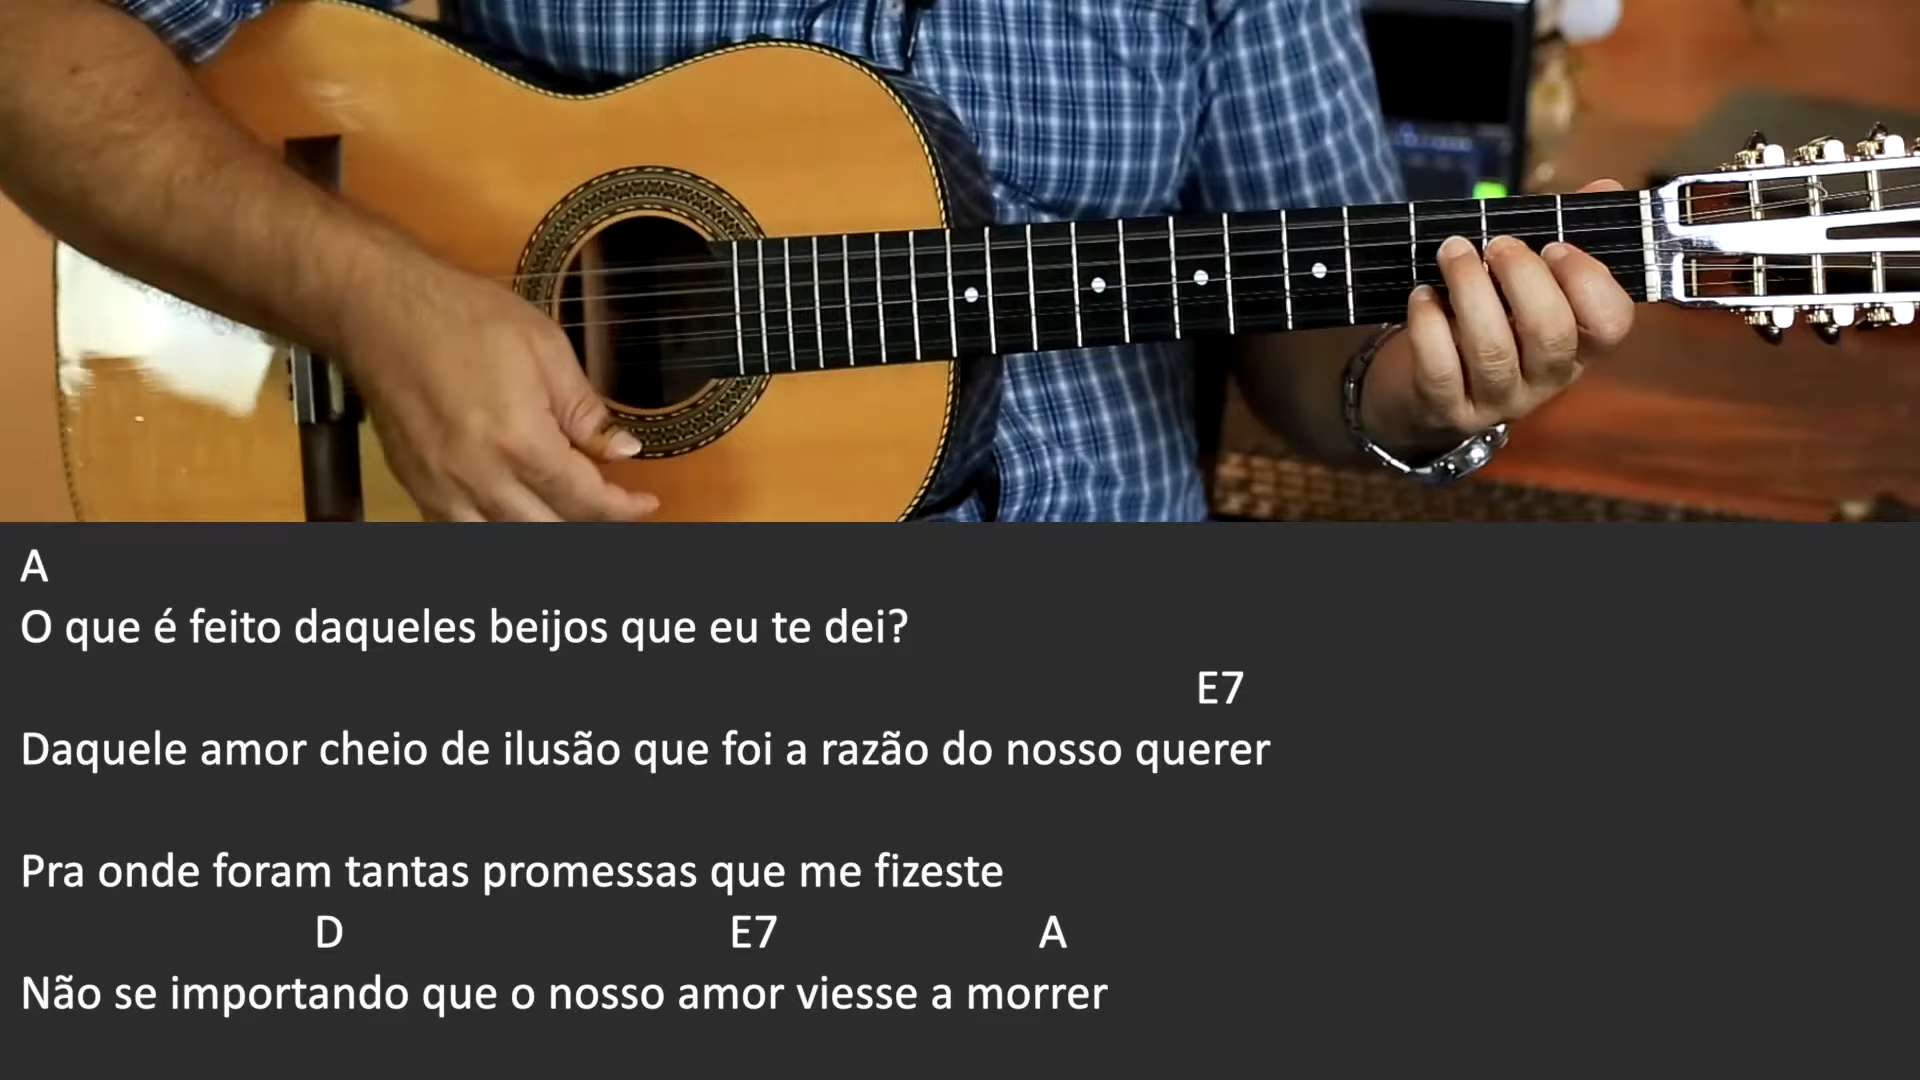 A
O que é feito daqueles beijos que eu te dei?
E7
Daquele amor cheio de ilusão que foi a razão do nosso querer
Pra onde foram tantas promessas que me fizeste
D E7 A
Não se importando que o nosso amor viesse a morrer